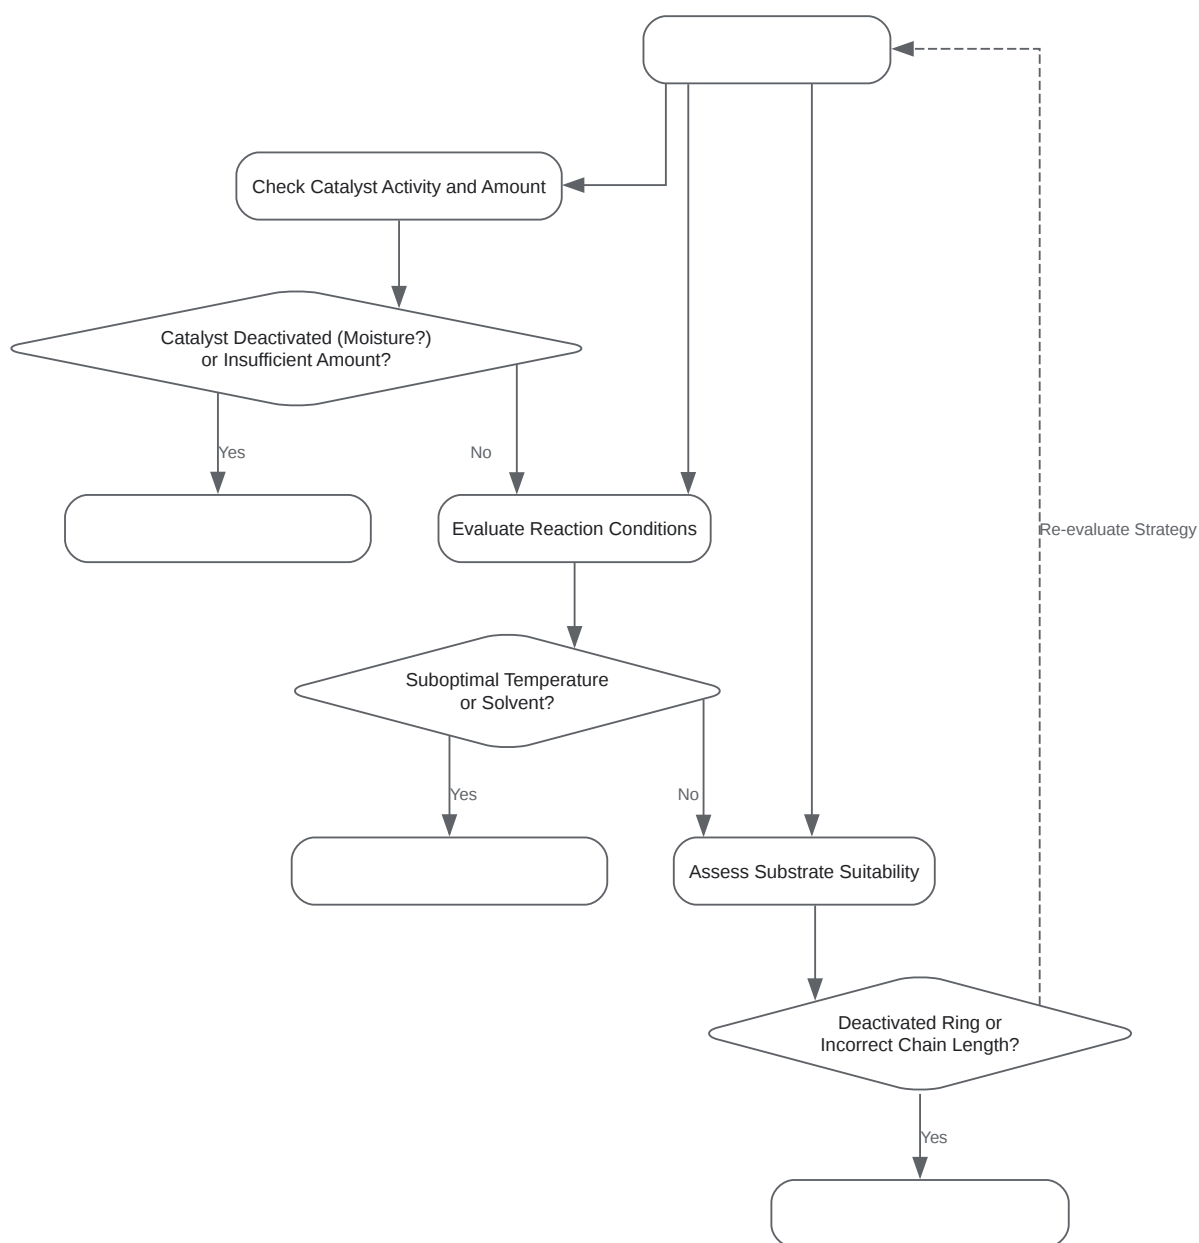 Check Catalyst Activity and Amount
Catalyst Deactivated (Moisture?)
or Insufficient Amount?
Yes
No
Evaluate Reaction Conditions
Re-evaluate Strategy
Suboptimal Temperature
or Solvent?
Yes
No
Assess Substrate Suitability
Deactivated Ring or
Incorrect Chain Length?
Yes